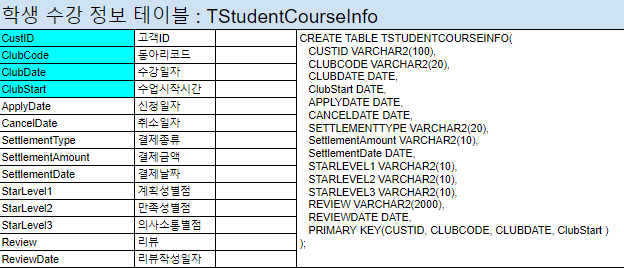 학생 수강 정보 테이블 : TStudentCourseInfo
CustID 고객ID
ClubCode 동아리코드
ClubDate 수강일자
ClubStart 수업시작시간
ApplyDate 신청일자
CancelDate 취소일자
SettlementType 결제종류
SettlementAmount 결제금액
SettlementDate 결제날짜
StarLevel1 계획성별점
StarLevel2 만족성별점
StarLevel3 의사소통별점
Review 리뷰
ReviewDate 리뷰작성일자
CREATE TABLE TSTUDENTCOURSEINFO(
CUSTID VARCHAR2(100),
CLUBCODE VARCHAR2(20),
CLUBDATE DATE,
ClubStart DATE,
APPLYDATE DATE,
CANCELDATE DATE,
SETTLEMENTTYPE VARCHAR2(20),
SettlementAmount VARCHAR2(10),
SettlementDate DATE,
STARLEVEL1 VARCHAR2(10),
STARLEVEL2 VARCHAR2(10),
STARLEVEL3 VARCHAR2(10),
REVIEW VARCHAR2(2000),
REVIEWDATE DATE,
PRIMARY KEY(CUSTID, CLUBCODE, CLUBDATE, ClubStart )
);